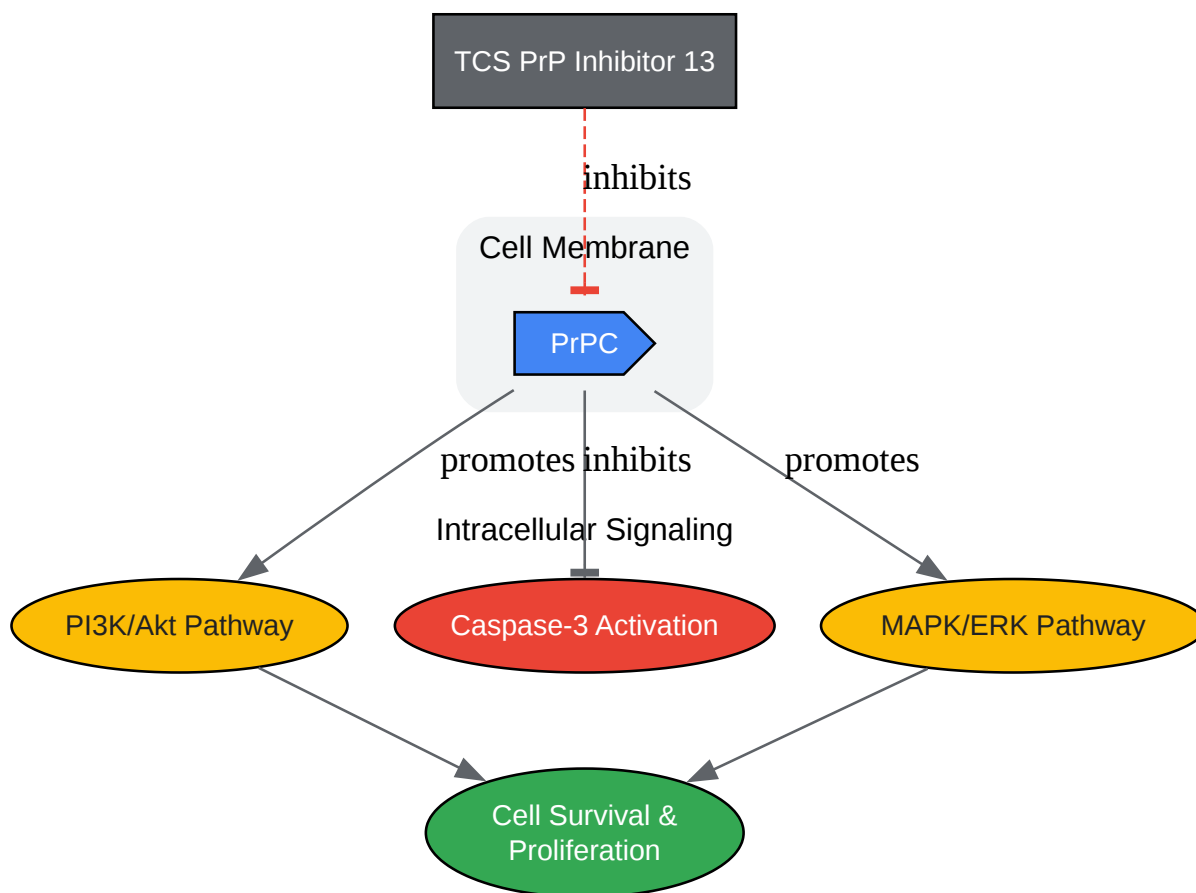 TCS PrP Inhibitor 13
inhibits
Cell Membrane
PrPC
promotes
inhibits
promotes
Intracellular Signaling
PI3K/Akt Pathway
Caspase-3 Activation
MAPK/ERK Pathway
Cell Survival &
Proliferation